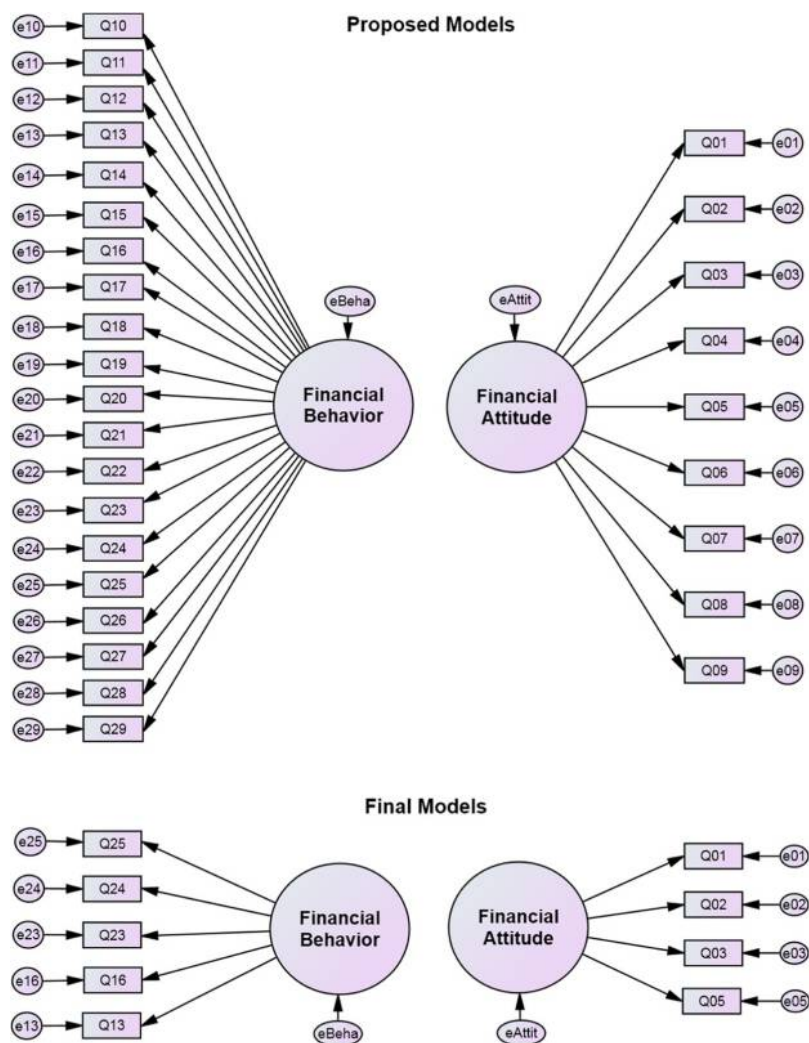 Proposed Models
e10 Q10
e11 Q11
e12 Q12
e13 Q13
e14 Q14
e15 Q15
e16 Q16
e17 Q17
e18 Q18
e19 Q19
e20 Q20
e21 Q21
e22 Q22
e23 Q23
e24 Q24
e25 Q25
e26 Q26
e27 Q27
e28 Q28
e29 Q29
eBeha
Financial
Behavior
eAttit
Financial
Attitude
Q01 e01
Q02 e02
Q03 e03
Q04 e04
Q05 e05
Q06 e06
Q07 e07
Q08 e08
Q09 e09
Final Models
e25 Q25
e24 Q24
e23 Q23
e16 Q16
e13 Q13
Financial
Behavior
eBeha
Financial
Attitude
eAttit
Q01 e01
Q02 e02
Q03 e03
Q05 e05